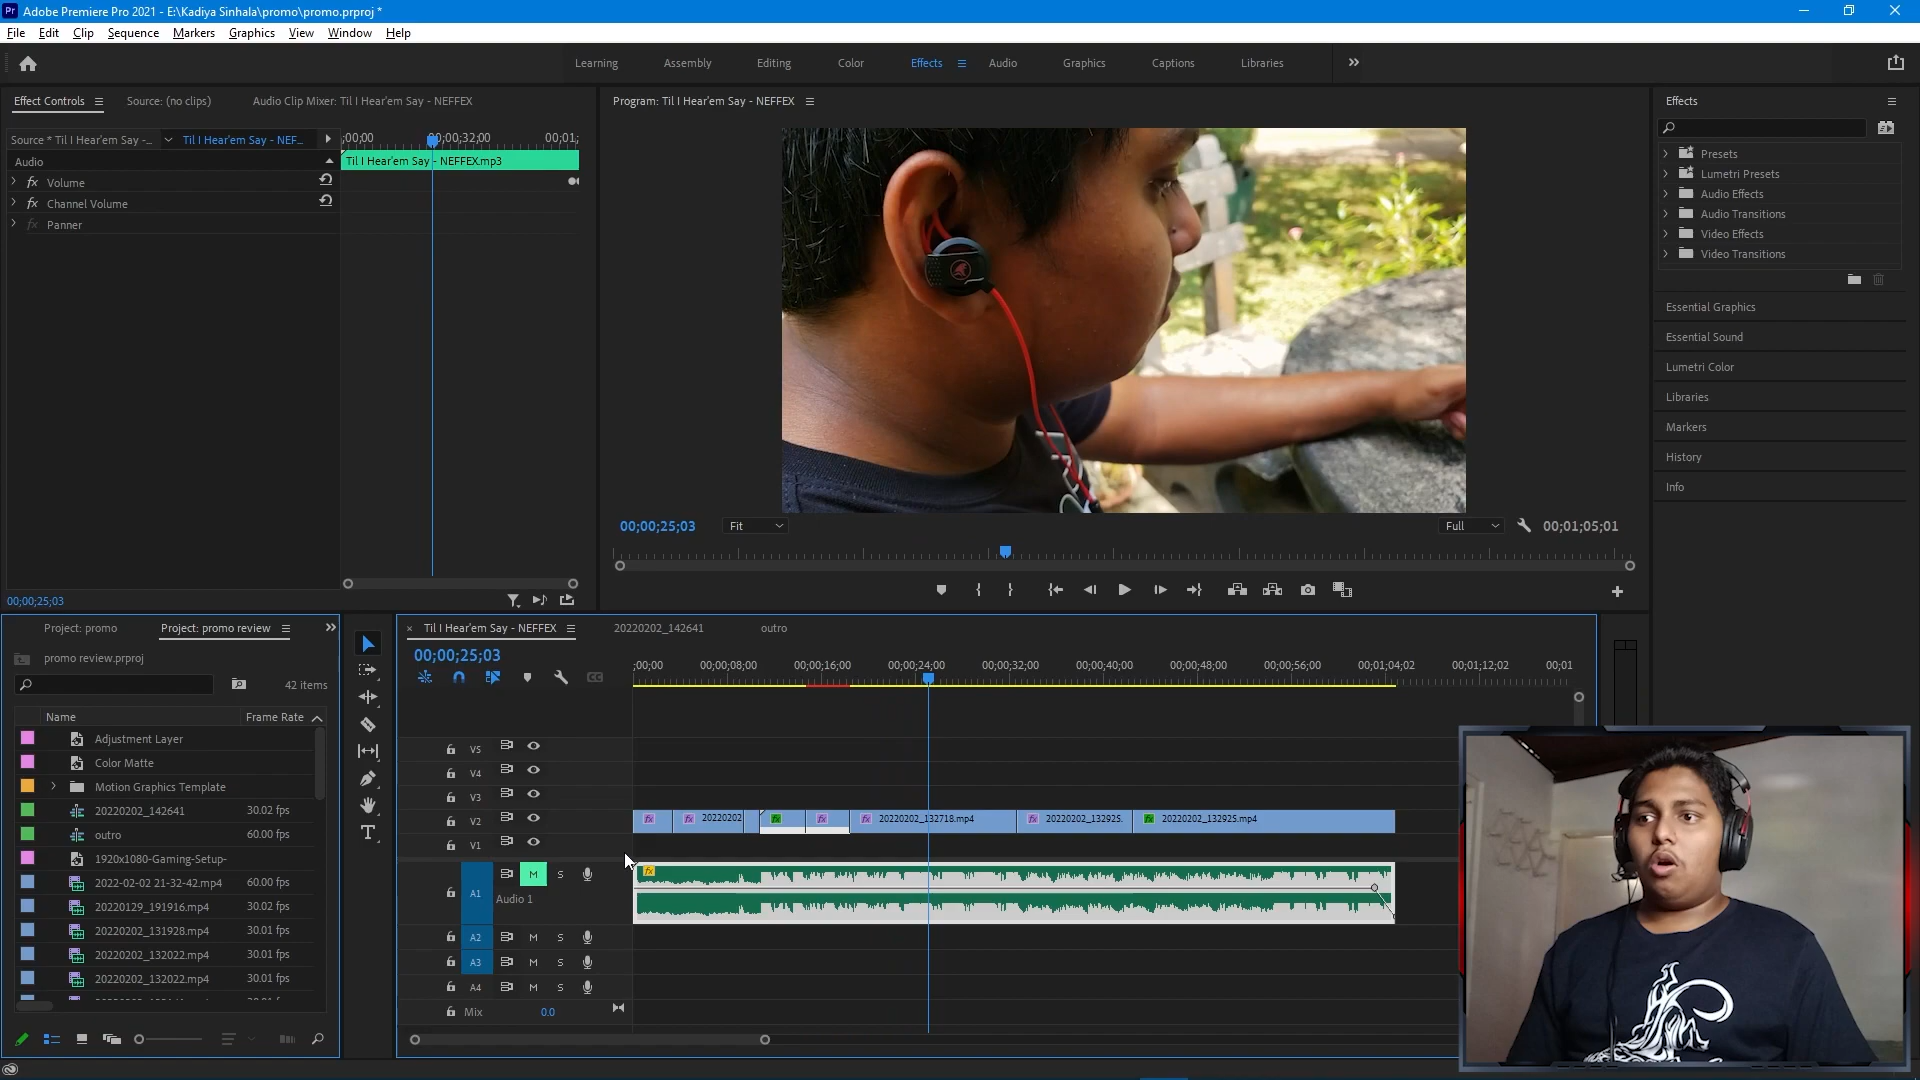 Adobe Premiere Pro 2021 - E:\Kadiya Sinhala\promo\promo.prproj *
File Edit Clip Sequence Markers Graphics View Window Help
Learning Assembly Editing Color Effects Audio Graphics Captions Libraries
Effect Controls Source: (no clips) Audio Clip Mixer: Til I Hear'em Say - NEFFEX
Program: Til I Hear'em Say - NEFFEX
Effects
Source * Til I Hear'em Say -... Til I Hear'em Say - NEF... ;00;00 00;00;32;00 00;01;
Audio Til I Hear'em Say - NEFFEX.mp3
fx Volume
fx Channel Volume
fx Panner
Presets
Lumetri Presets
Audio Effects
Audio Transitions
Video Effects
Video Transitions
Essential Graphics
Essential Sound
Lumetri Color
Libraries
Markers
History
Info
00;00;25;03 Fit Full 00;01;05;01
00;00;25;03
Project: promo Project: promo review
promo review.prproj
42 items
Name Frame Rate
Adjustment Layer
Color Matte
Motion Graphics Template
20220202_142641 30.02 fps
outro 60.00 fps
1920x1080-Gaming-Setup-
2022-02-02 21-32-42.mp4 60.00 fps
20220129_191916.mp4 30.02 fps
20220202_131928.mp4 30.01 fps
20220202_132022.mp4 30.01 fps
20220202_132022.mp4 30.01 fps
Til I Hear'em Say - NEFFEX 20220202_142641 outro
00;00;25;03
;00;00 00;00;08;00 00;00;16;00 00;00;24;00 00;00;32;00 00;00;40;00 00;00;48;00 00;00;56;00 00;01;04;02 00;01;12;02 00;01
V5
V4
V3
V2 fx fx 20220202 fx fx fx 20220202_132718.mp4 fx 20220202_132925. fx 20220202_132925.mp4
V1
A1 M S fx
Audio 1
A2 M S
A3 M S
A4 M S
Mix 0.0